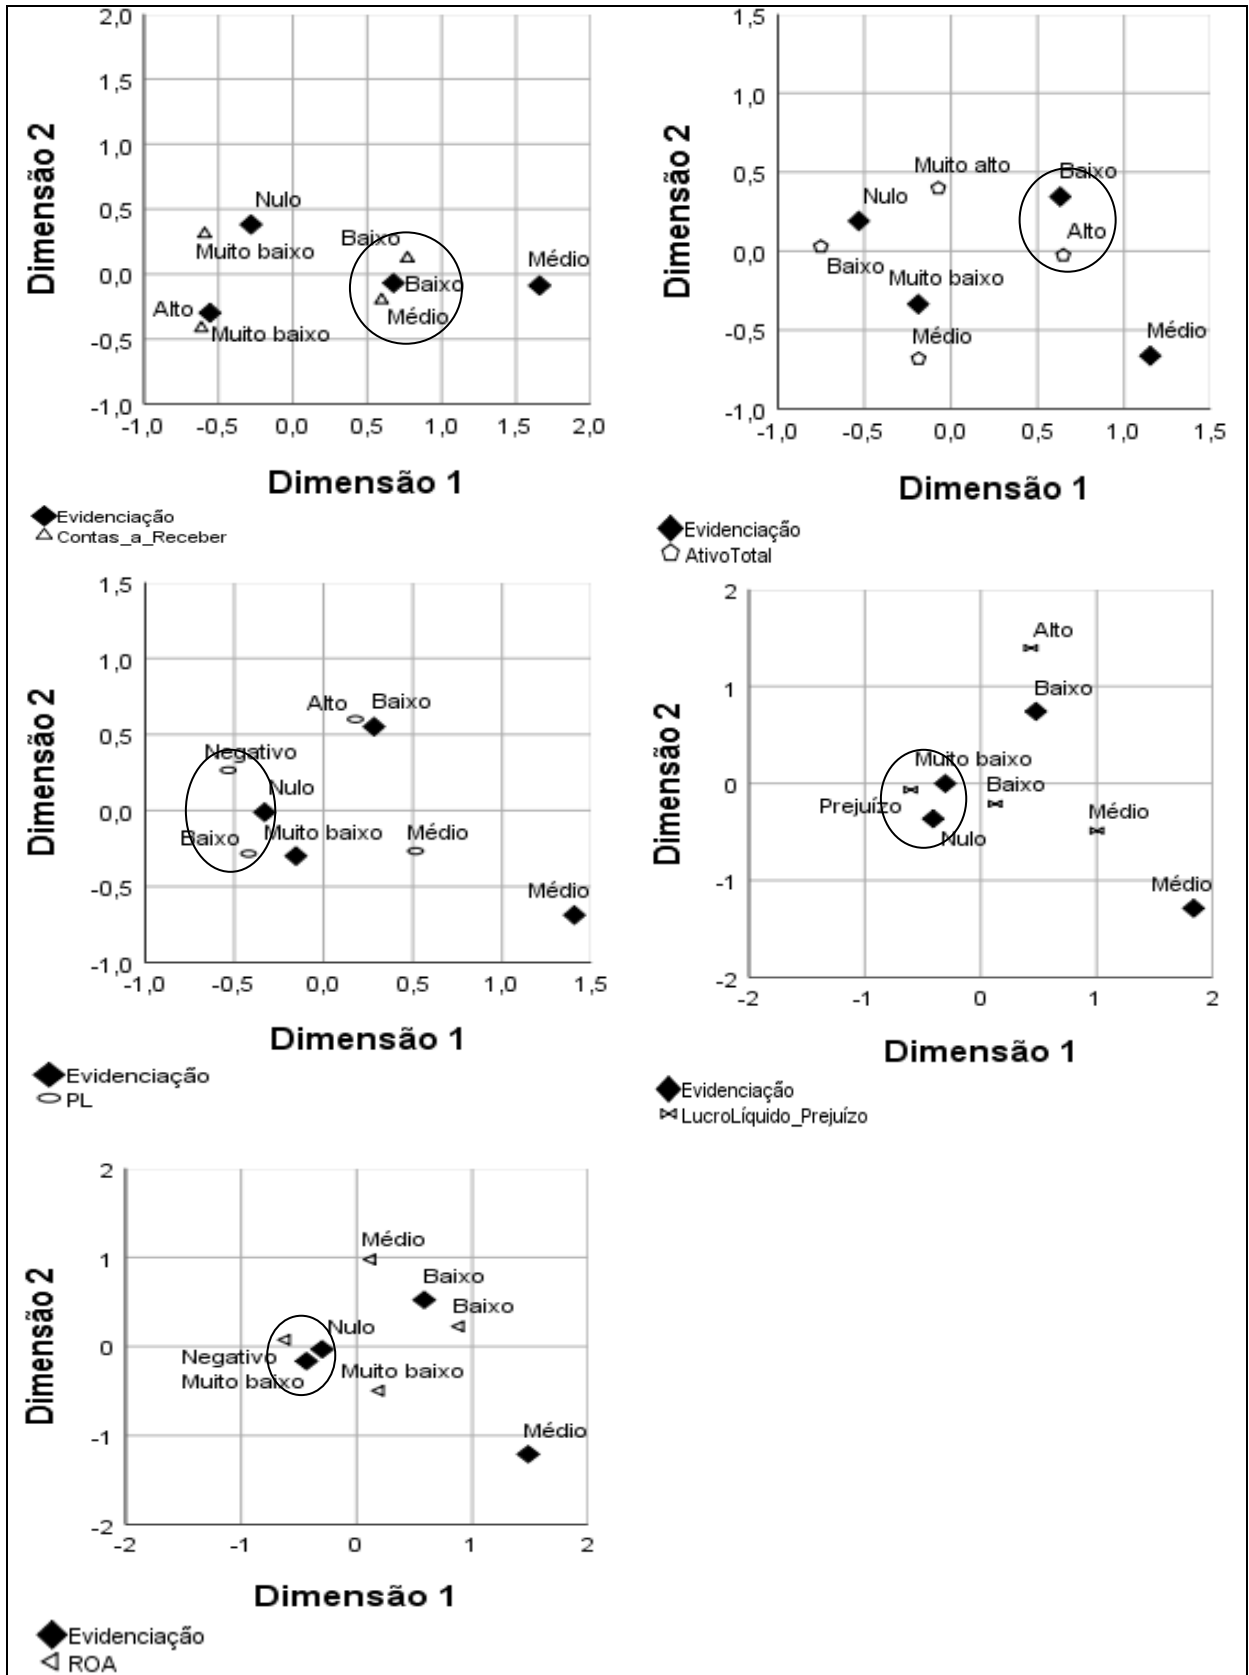 2,0
1,5
1,0
0,5
0,0
-0,5
-1,0
Dimensão 2
Nulo
Muito baixo
Baixo
Baixo
Médio
Médio
Alto
Muito baixo
-1,0 -0,5 0,0 0,5 1,0 1,5 2,0
Dimensão 1
Evidenciação
Contas_a_Receber
1,5
1,0
0,5
0,0
-0,5
-1,0
Dimensão 2
Muito alto
Baixo
Nulo
Alto
Baixo
Muito baixo
Médio
Médio
-1,0 -0,5 0,0 0,5 1,0 1,5
Dimensão 1
Evidenciação
AtivoTotal
1,5
1,0
0,5
0,0
-0,5
-1,0
Dimensão 2
Alto
Baixo
Negativo
Nulo
Baixo
Muito baixo
Médio
Médio
-1,0 -0,5 0,0 0,5 1,0 1,5
Dimensão 1
Evidenciação
PL
2
1
0
-1
-2
Dimensão 2
Alto
Baixo
Muito baixo
Baixo
Prejuízo
Médio
Nulo
Médio
-2 -1 0 1 2
Dimensão 1
Evidenciação
LucroLíquido_Prejuízo
2
1
0
-1
-2
Dimensão 2
Médio
Baixo
Baixo
Nulo
Negativo
Muito baixo
Muito baixo
Médio
-2 -1 0 1 2
Dimensão 1
Evidenciação
ROA